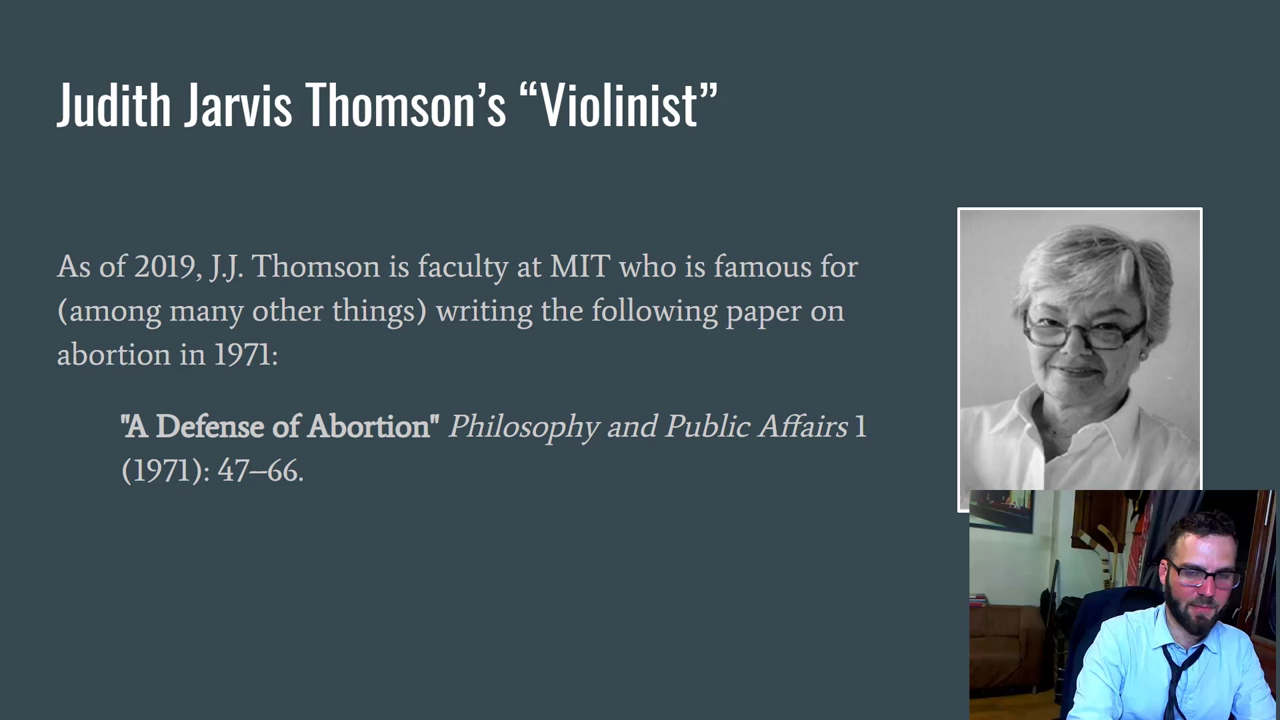 Judith Jarvis Thomson’s “Violinist”
As of 2019, J.J. Thomson is faculty at MIT who is famous for
(among many other things) writing the following paper on
abortion in 1971:
"A Defense of Abortion" Philosophy and Public Affairs 1
(1971): 47–66.